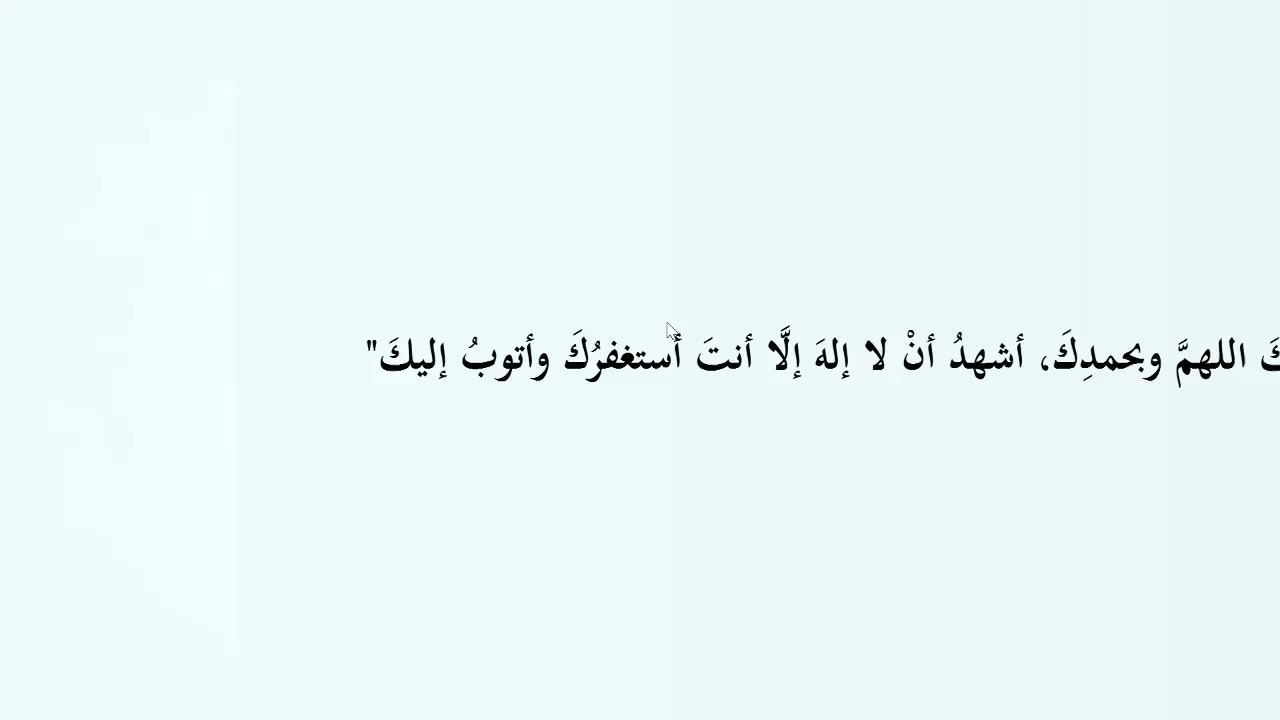 اللهمَّ وبحمدِكَ، أشهدُ أنْ لا إلهَ إلَّا أنتَ أستغفرُكَ وأتوبُ إليكَ"